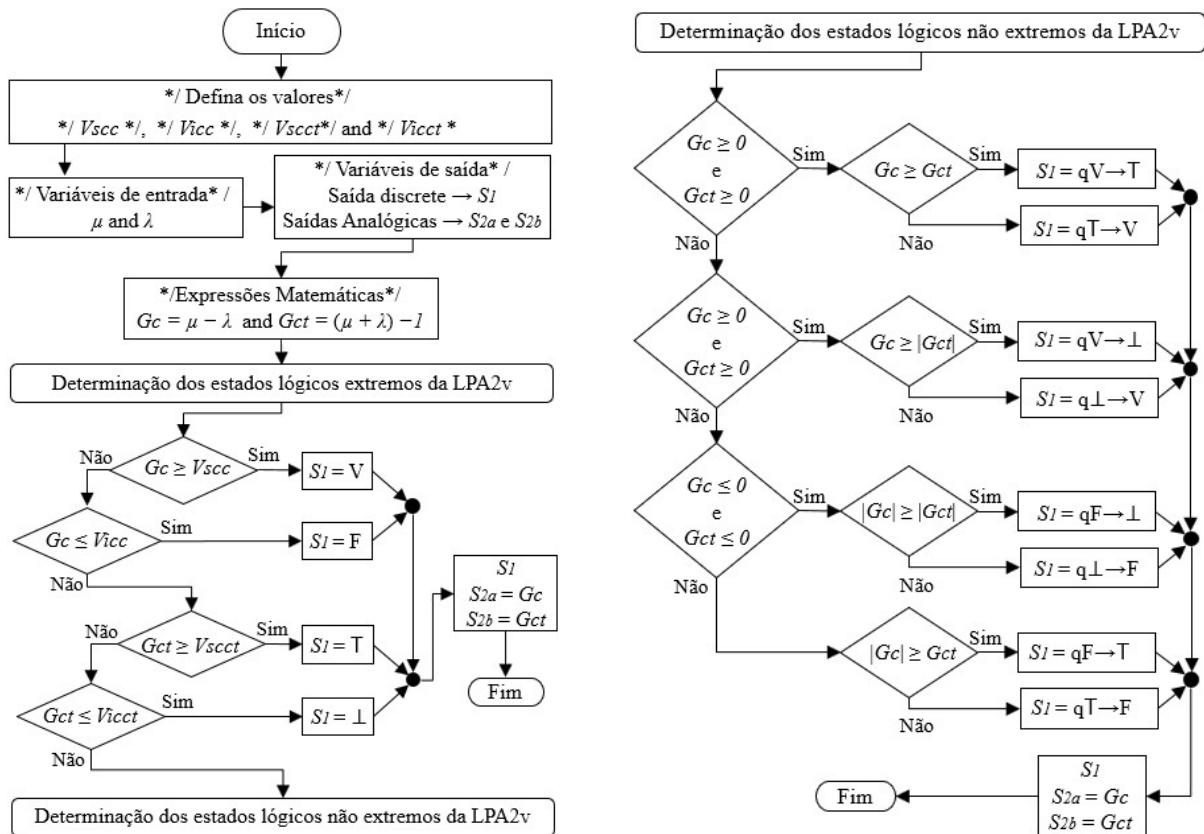 Início
*/ Defina os valores*/
*/ Vscc */, */ Vicc */, */ Vscct*/ and */ Vicct *
*/ Variáveis de entrada* /
μ and λ
*/ Variáveis de saída* /
Saída discrete → S1
Saídas Analógicas → S2a e S2b
*/Expressões Matemáticas*/
Gc = μ − λ and Gct = (μ + λ) −1
Determinação dos estados lógicos extremos da LPA2v
Gc ≥ Vscc
Não
Sim
S1 = V
Gc ≤ Vicc
Sim
S1 = F
Não
Gct ≥ Vscct
Não
Sim
S1 = T
Gct ≤ Vicct
Sim
S1 = ⊥
Não
S1
S2a = Gc
S2b = Gct
Fim
Determinação dos estados lógicos não extremos da LPA2v
Determinação dos estados lógicos não extremos da LPA2v
Gc ≥ 0
e
Gct ≥ 0
Sim
Gc ≥ Gct
Sim
S1 = qV→T
Não
S1 = qT→V
Não
Gc ≥ 0
e
Gct ≥ 0
Sim
Gc ≥ |Gct|
Sim
S1 = qV→⊥
Não
S1 = q⊥→V
Não
Gc ≤ 0
e
Gct ≤ 0
Sim
|Gc| ≥ |Gct|
Sim
S1 = qF→⊥
Não
S1 = q⊥→F
Não
|Gc| ≥ Gct
Sim
S1 = qF→T
Não
S1 = qT→F
S1
S2a = Gc
S2b = Gct
Fim